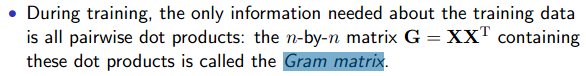 • During training, the only information needed about the training data
is all pairwise dot products: the n-by-n matrix G = XXᵀ containing
these dot products is called the Gram matrix.